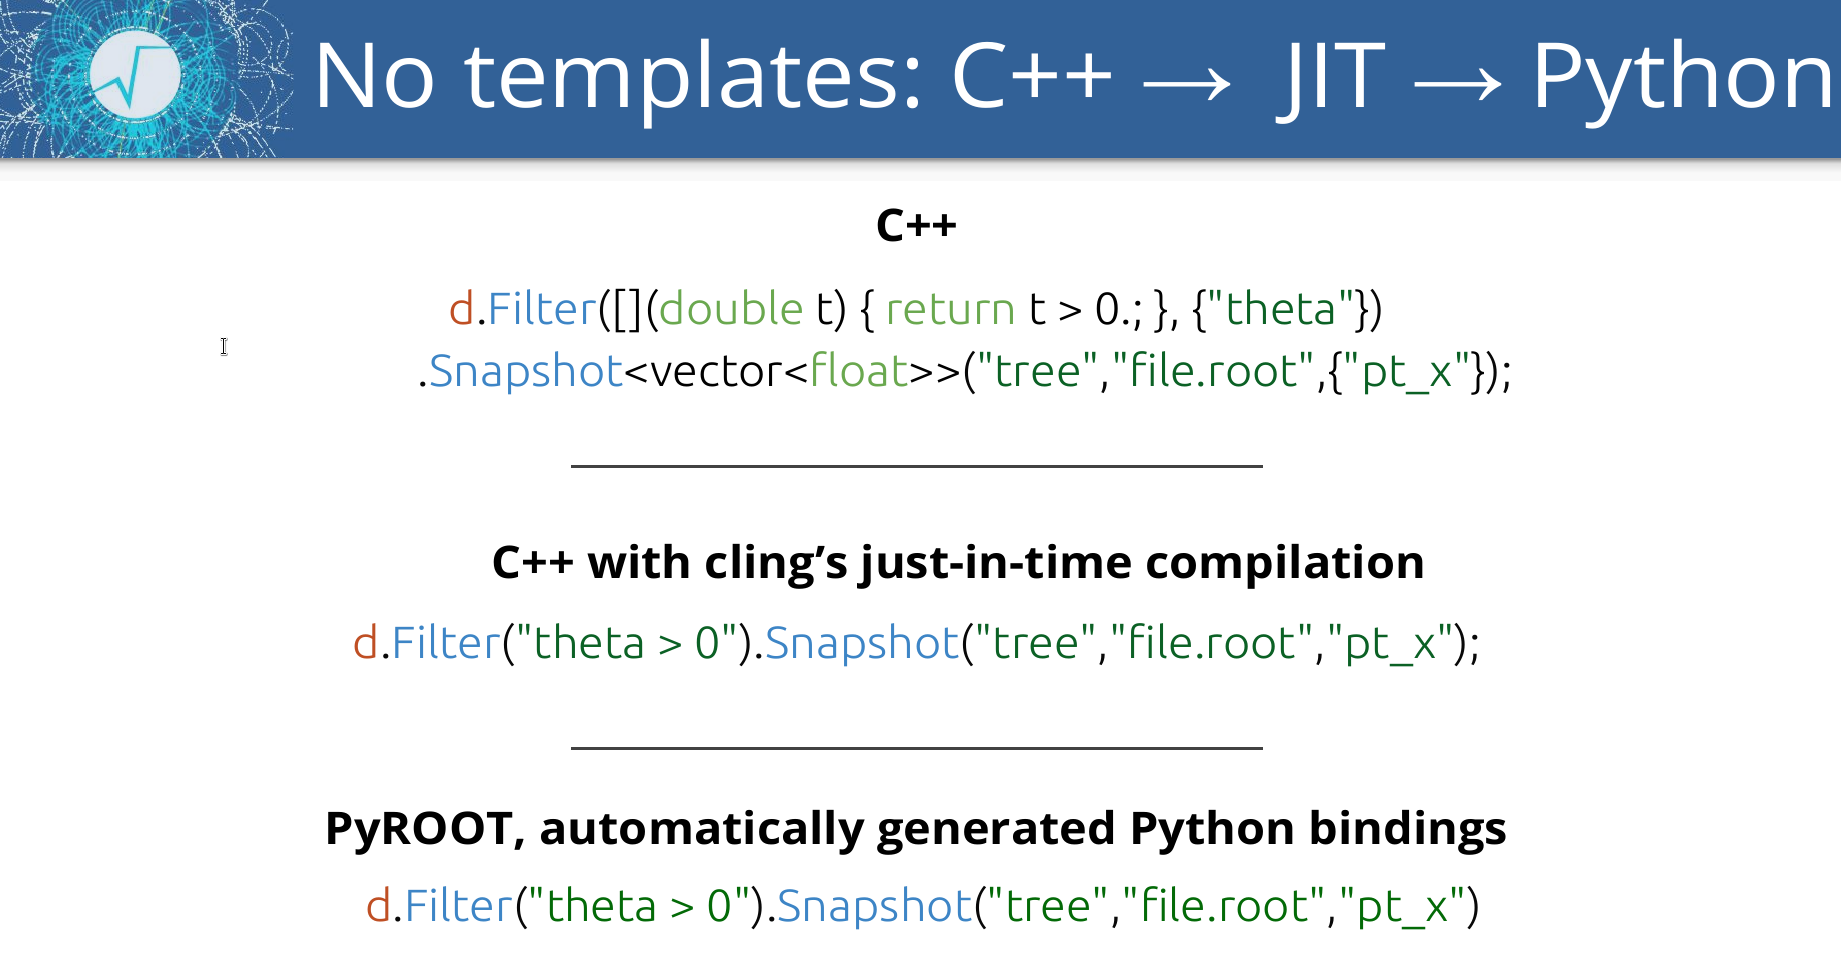 No templates: C++ → JIT → Python
C++
d.Filter([](double t) { return t > 0.; }, {"theta"})
.Snapshot<vector<float>>("tree","file.root",{"pt_x"});
C++ with cling’s just-in-time compilation
d.Filter("theta > 0").Snapshot("tree","file.root","pt_x");
PyROOT, automatically generated Python bindings
d.Filter("theta > 0").Snapshot("tree","file.root","pt_x")